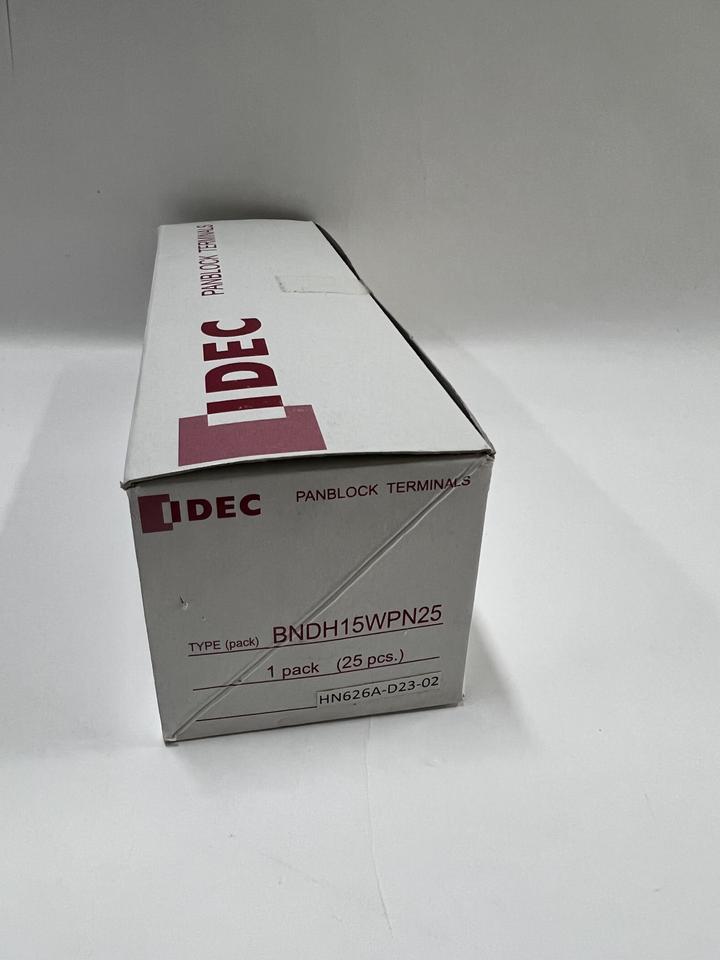 IDEC PANBLOCK TERMINALS
IDEC PANBLOCK TERMINALS
TYPE (pack) BNDH15WPN25
1 pack (25 pcs.)
HN626A-D23-02